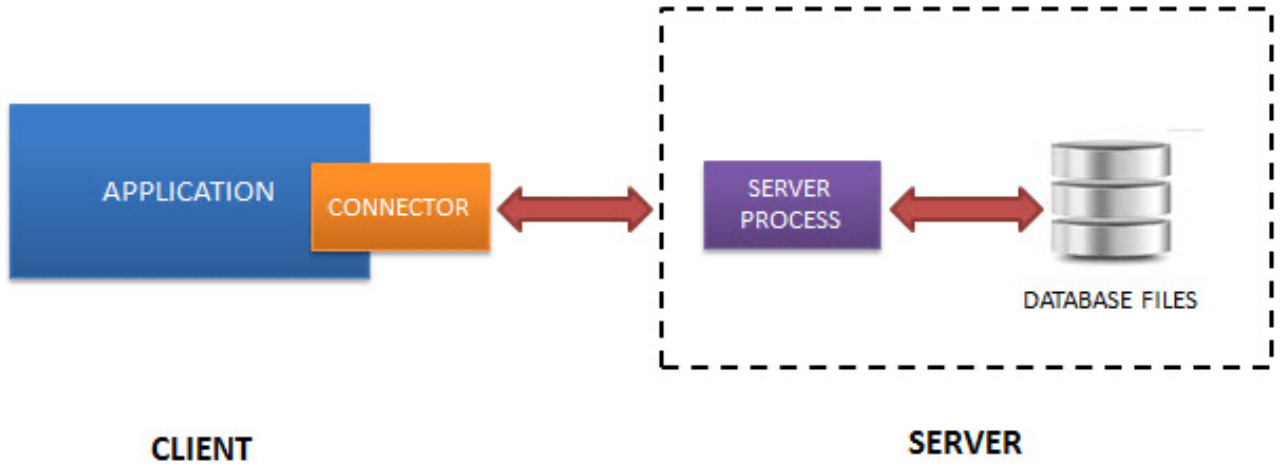 APPLICATION
CONNECTOR
SERVER
PROCESS
DATABASE FILES
CLIENT
SERVER